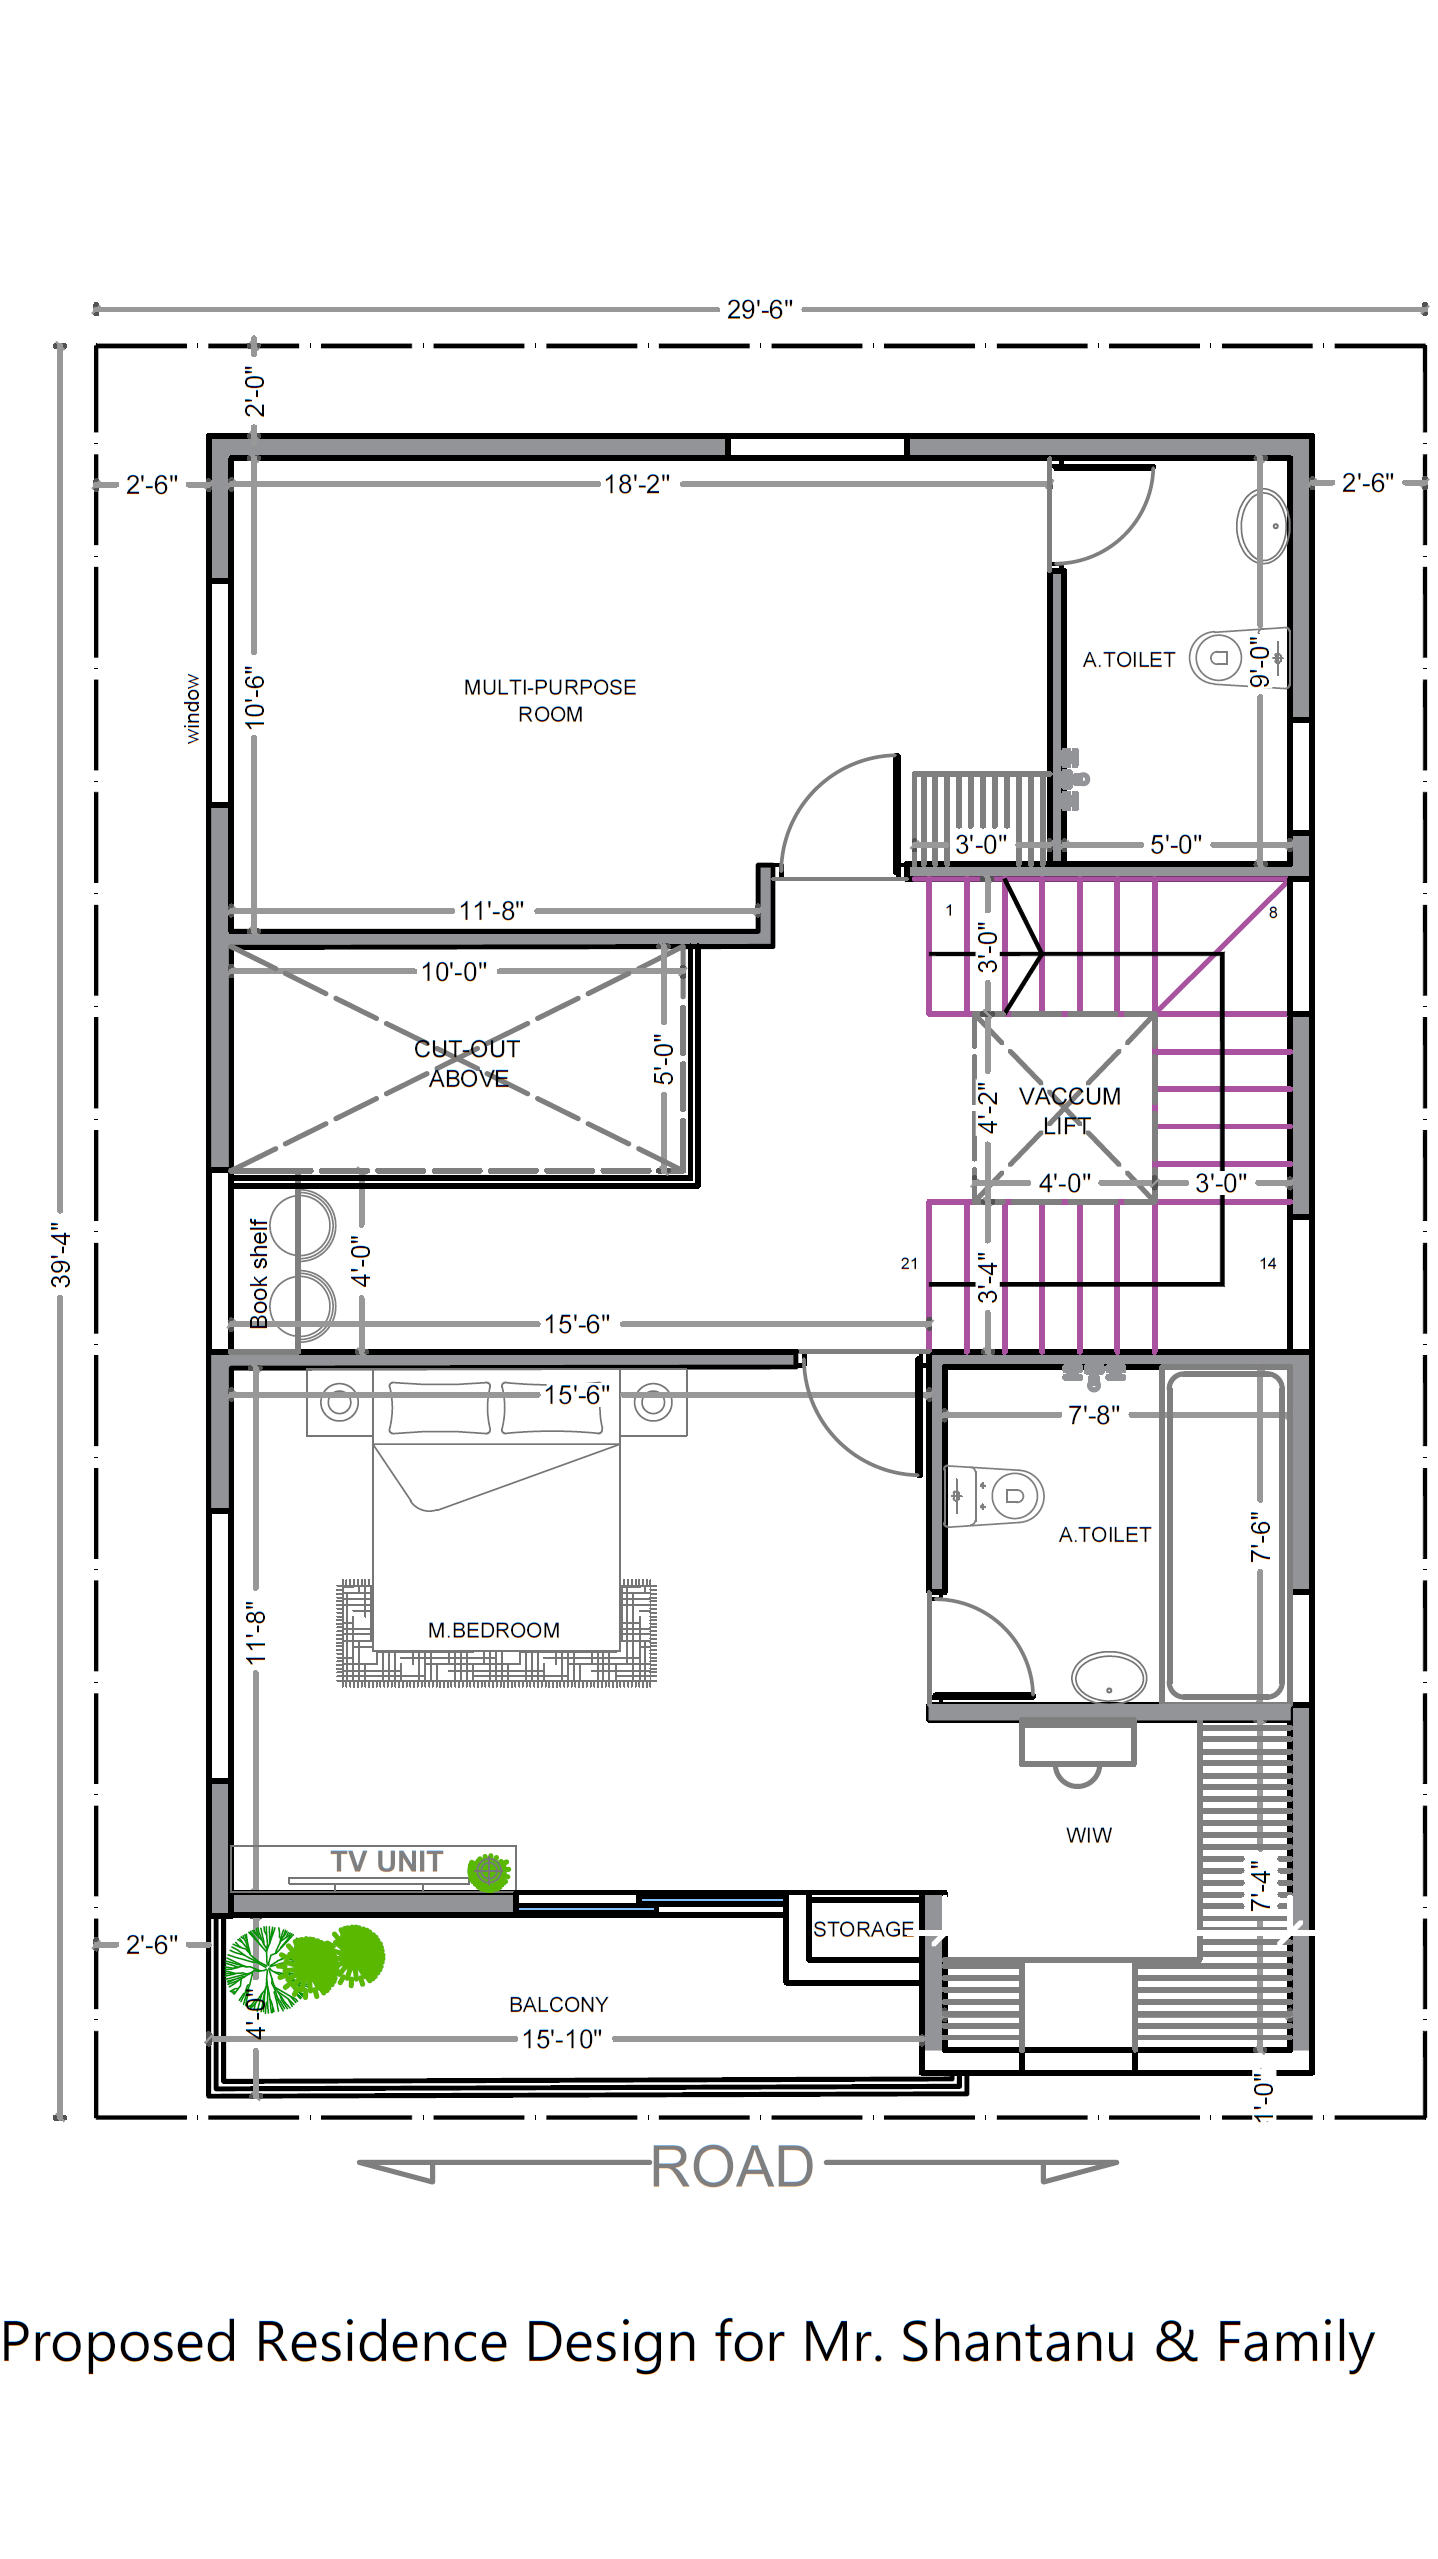 29'-6"
2'-0"
2'-6"
18'-2"
2'-6"
9'-0"
A.TOILET
window
10'-6"
MULTI-PURPOSE
ROOM
3'-0"
5'-0"
11'-8"
1
8
3'-0"
10'-0"
CUT-OUT
ABOVE
5'-0"
4'-2"
VACCUM
LIFT
4'-0"
3'-0"
39'-4"
Book shelf
4'-0"
21
14
3'-4"
15'-6"
15'-6"
7'-8"
A.TOILET
7'-6"
11'-8"
M.BEDROOM
WIW
TV UNIT
7'-4"
STORAGE
2'-6"
4'-0"
BALCONY
15'-10"
1'-0"
ROAD
Proposed Residence Design for Mr. Shantanu & Family